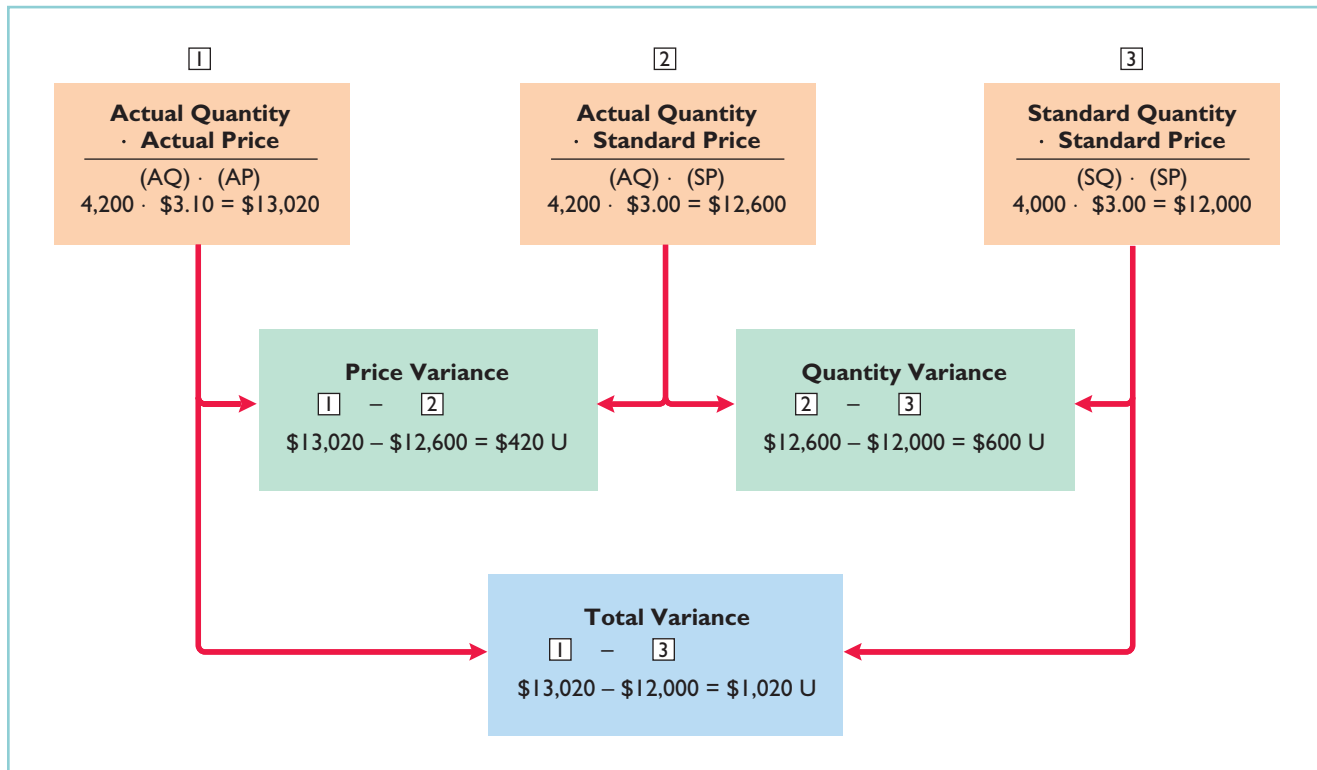 1
Actual Quantity
· Actual Price
(AQ) · (AP)
4,200 · $3.10 = $13,020
2
Actual Quantity
· Standard Price
(AQ) · (SP)
4,200 · $3.00 = $12,600
3
Standard Quantity
· Standard Price
(SQ) · (SP)
4,000 · $3.00 = $12,000
Price Variance
1 – 2
$13,020 – $12,600 = $420 U
Quantity Variance
2 – 3
$12,600 – $12,000 = $600 U
Total Variance
1 – 3
$13,020 – $12,000 = $1,020 U